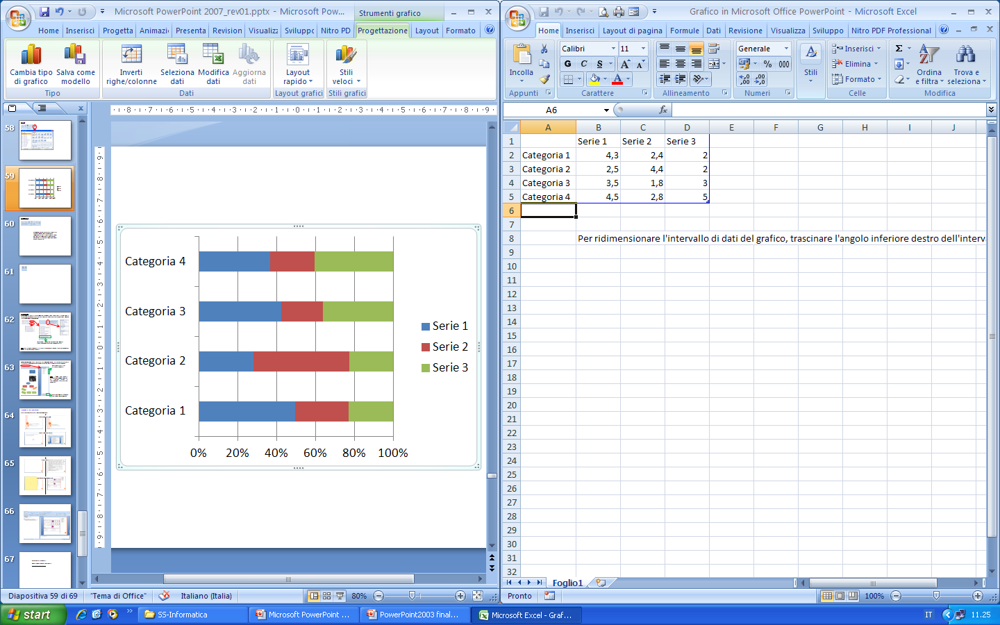 Microsoft PowerPoint 2007_rev01.pptx - Microsoft Pow...
Strumenti grafico
Home Inserisci Progetta Animazi Presenta Revision Visualiz Sviluppc Nitro PD Progettazione Layout Formato
Cambia tipo di grafico
Salva come modello
Inverti righe/colonne
Seleziona dati
Modifica dati
Aggiorna dati
Layout rapido
Stili veloci
Tipo Dati Layout grafici Stili grafici
58
59
60
61
62
63
64
65
66
67
Categoria 4
Categoria 3
Categoria 2
Categoria 1
0% 20% 40% 60% 80% 100%
Serie 1
Serie 2
Serie 3
Diapositiva 59 di 69 "Tema di Office" Italiano (Italia) 80%
Grafico in Microsoft Office PowerPoint - Microsoft Excel
Home Inserisci Layout di pagina Formule Dati Revisione Visualizza Sviluppo Nitro PDF Professional
Incolla
Calibri 11
G C S A A
A
Generale
% 000
Stili
Inserisci
Elimina
Formato
Σ
Ordina e filtra
Trova e seleziona
Appunti Carattere Allineamento Numeri Celle Modifica
A6 fx
A B C D E F G H I J
1 Serie 1 Serie 2 Serie 3
2 Categoria 1 4,3 2,4 2
3 Categoria 2 2,5 4,4 2
4 Categoria 3 3,5 1,8 3
5 Categoria 4 4,5 2,8 5
6
7
8 Per ridimensionare l'intervallo di dati del grafico, trascinare l'angolo inferiore destro dell'interva
9
10
11
12
13
14
15
16
17
18
19
20
21
22
23
24
25
26
27
28
29
30
31
32
Foglio1
Pronto 100%
start
SS-Informatica
Microsoft PowerPoint ...
PowerPoint2003 final...
Microsoft Excel - Graf...
IT
11.25